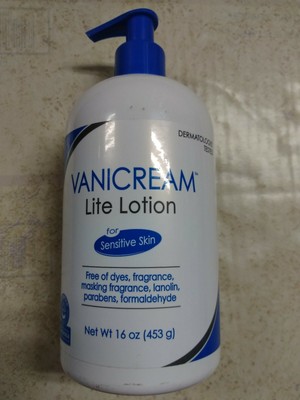 DERMATOLOGIST
TESTED
VANICREAM™
Lite Lotion
for
Sensitive Skin
Free of dyes, fragrance,
masking fragrance, lanolin,
parabens, formaldehyde
Net Wt 16 oz (453 g)